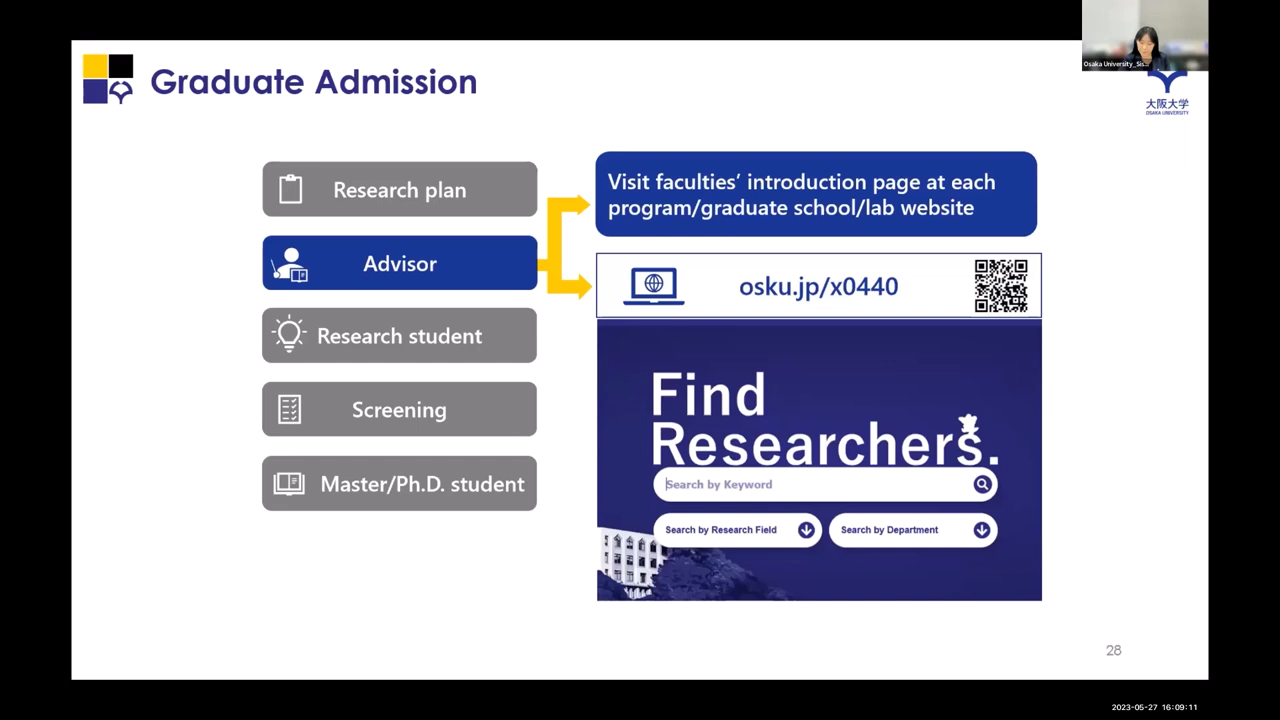 Graduate Admission
Osaka University_Sis...
大阪大学
OSAKA UNIVERSITY
Research plan
Advisor
Research student
Screening
Master/Ph.D. student
Visit faculties’ introduction page at each
program/graduate school/lab website
osku.jp/x0440
Find
Researchers.
Search by Keyword
Search by Research Field
Search by Department
28
2023-05-27 16:09:11